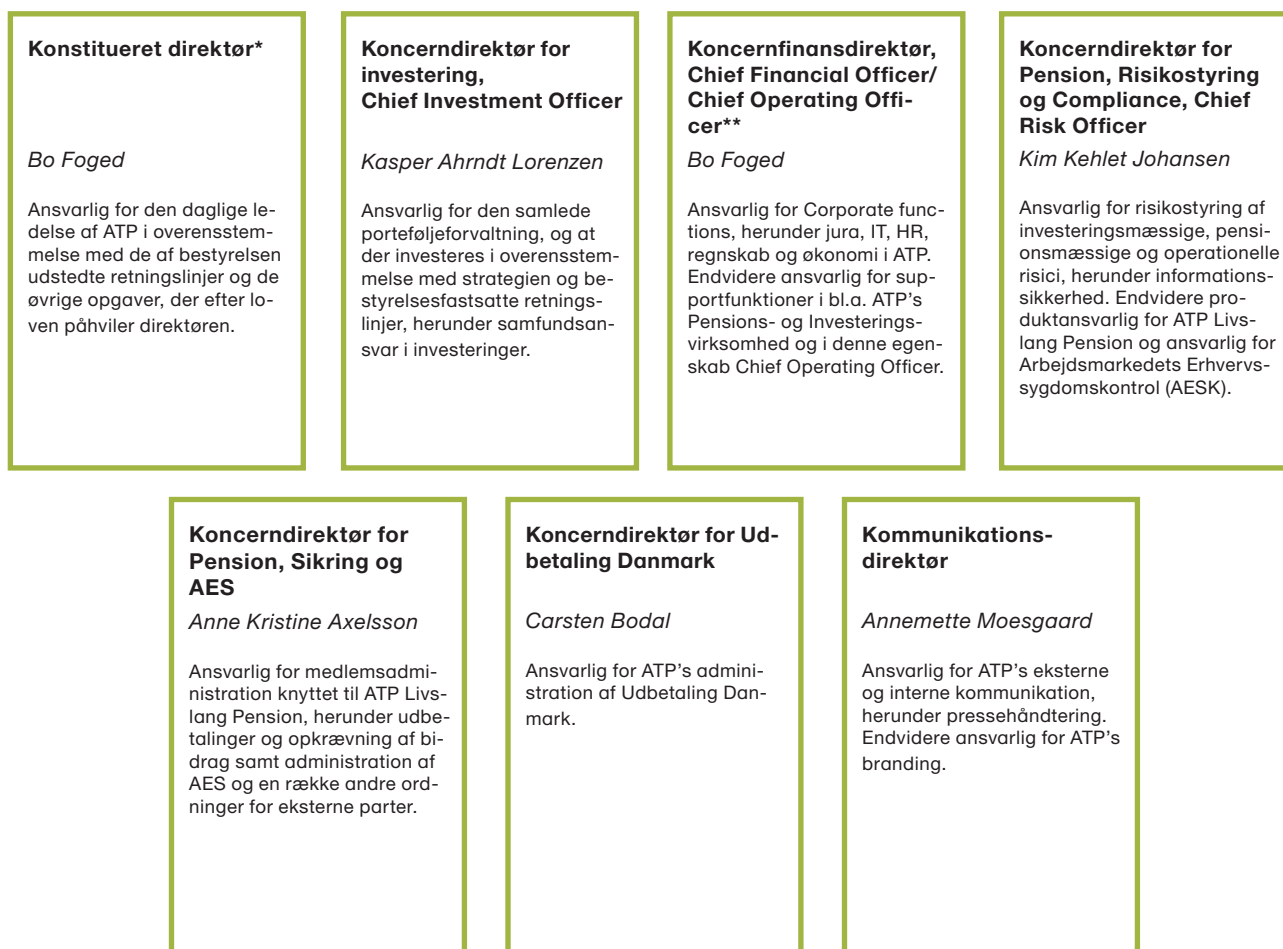 Konstitueret direktør*
Bo Foged
Ansvarlig for den daglige le-
delse af ATP i overensstem-
melse med de af bestyrelsen
udstedte retningslinjer og de
øvrige opgaver, der efter lo-
ven påhviler direktøren.
Koncerndirektør for
investering,
Chief Investment Officer
Kasper Ahrndt Lorenzen
Ansvarlig for den samlede
porteføljeforvaltning, og at
der investeres i overensstem-
melse med strategien og be-
styrelsesfastsatte retnings-
linjer, herunder samfundsan-
svar i investeringer.
Koncernfinansdirektør,
Chief Financial Officer/
Chief Operating Offi-
cer**
Bo Foged
Ansvarlig for Corporate func-
tions, herunder jura, IT, HR,
regnskab og økonomi i ATP.
Endvidere ansvarlig for sup-
portfunktioner i bl.a. ATP's
Pensions- og Investerings-
virksomhed og i denne egen-
skab Chief Operating Officer.
Koncerndirektør for
Pension, Risikostyring
og Compliance, Chief
Risk Officer
Kim Kehlet Johansen
Ansvarlig for risikostyring af
investeringsmæssige, pensi-
onsmæssige og operationelle
risici, herunder informations-
sikkerhed. Endvidere pro-
duktansvarlig for ATP Livs-
lang Pension og ansvarlig for
Arbejdsmarkedets Erhvervs-
sygdomskontrol (AESK).
Koncerndirektør for
Pension, Sikring og
AES
Anne Kristine Axelsson
Ansvarlig for medlemsadmi-
nistration knyttet til ATP Livs-
lang Pension, herunder udbe-
talinger og opkrævning af bi-
drag samt administration af
AES og en række andre ord-
ninger for eksterne parter.
Koncerndirektør for Ud-
betaling Danmark
Carsten Bodal
Ansvarlig for ATP's admini-
stration af Udbetaling Dan-
mark.
Kommunikations-
direktør
Annemette Moesgaard
Ansvarlig for ATP's eksterne
og interne kommunikation,
herunder pressehåndtering.
Endvidere ansvarlig for ATP's
branding.